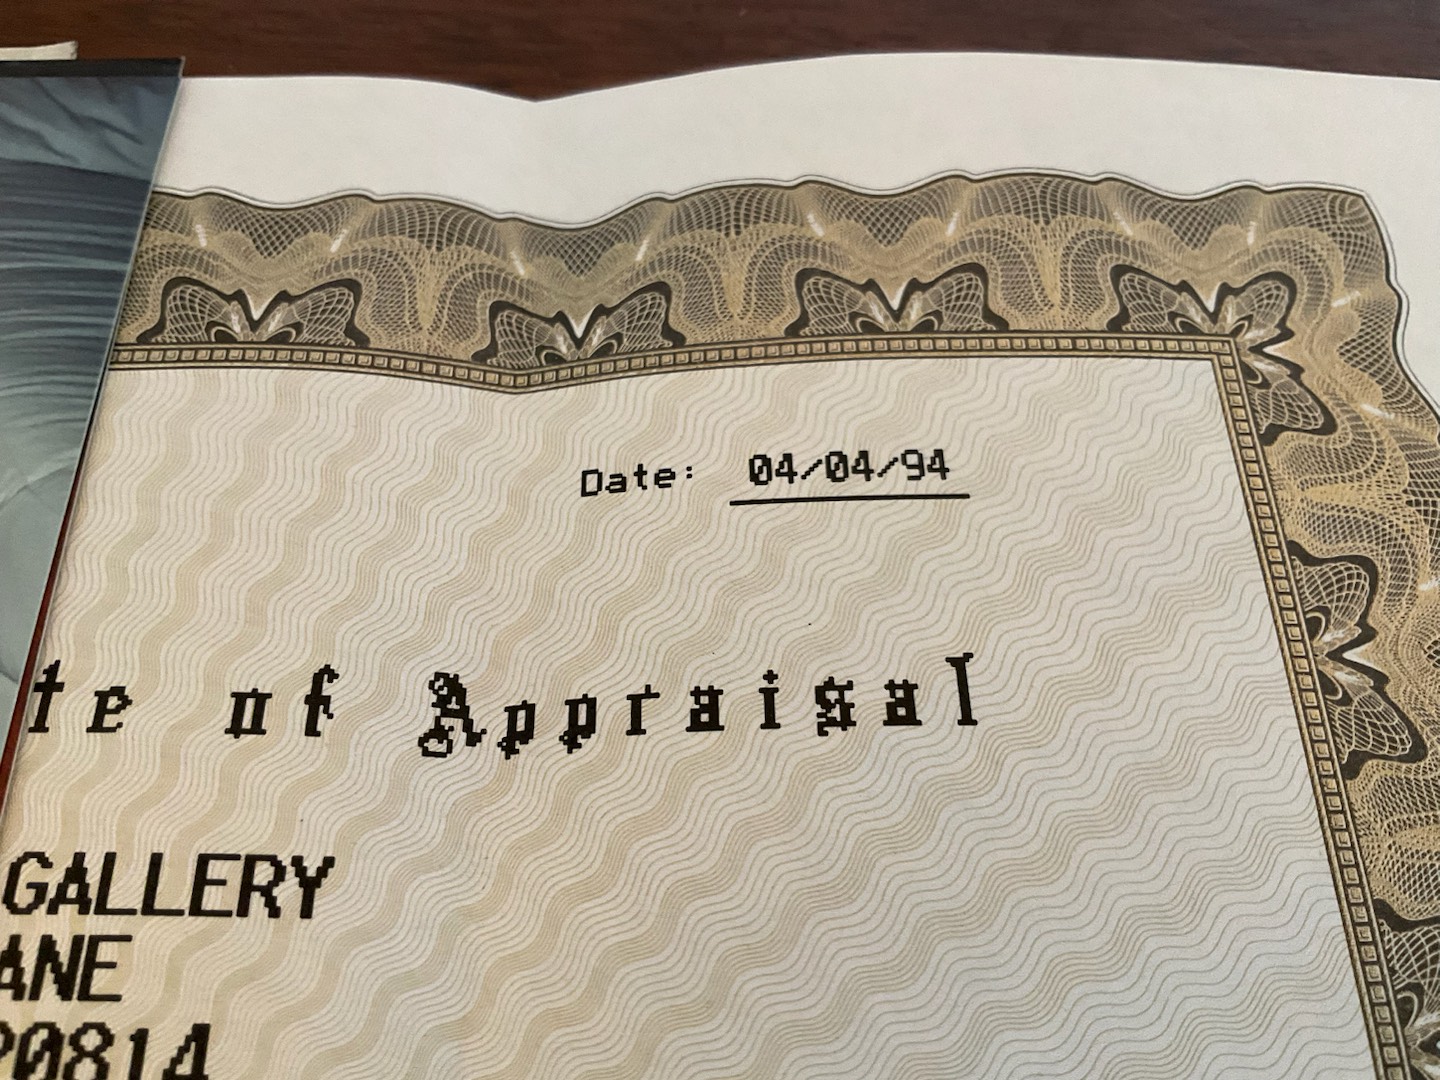 Date: 04/04/94
te of Appraisal
GALLERY
ANE
20814